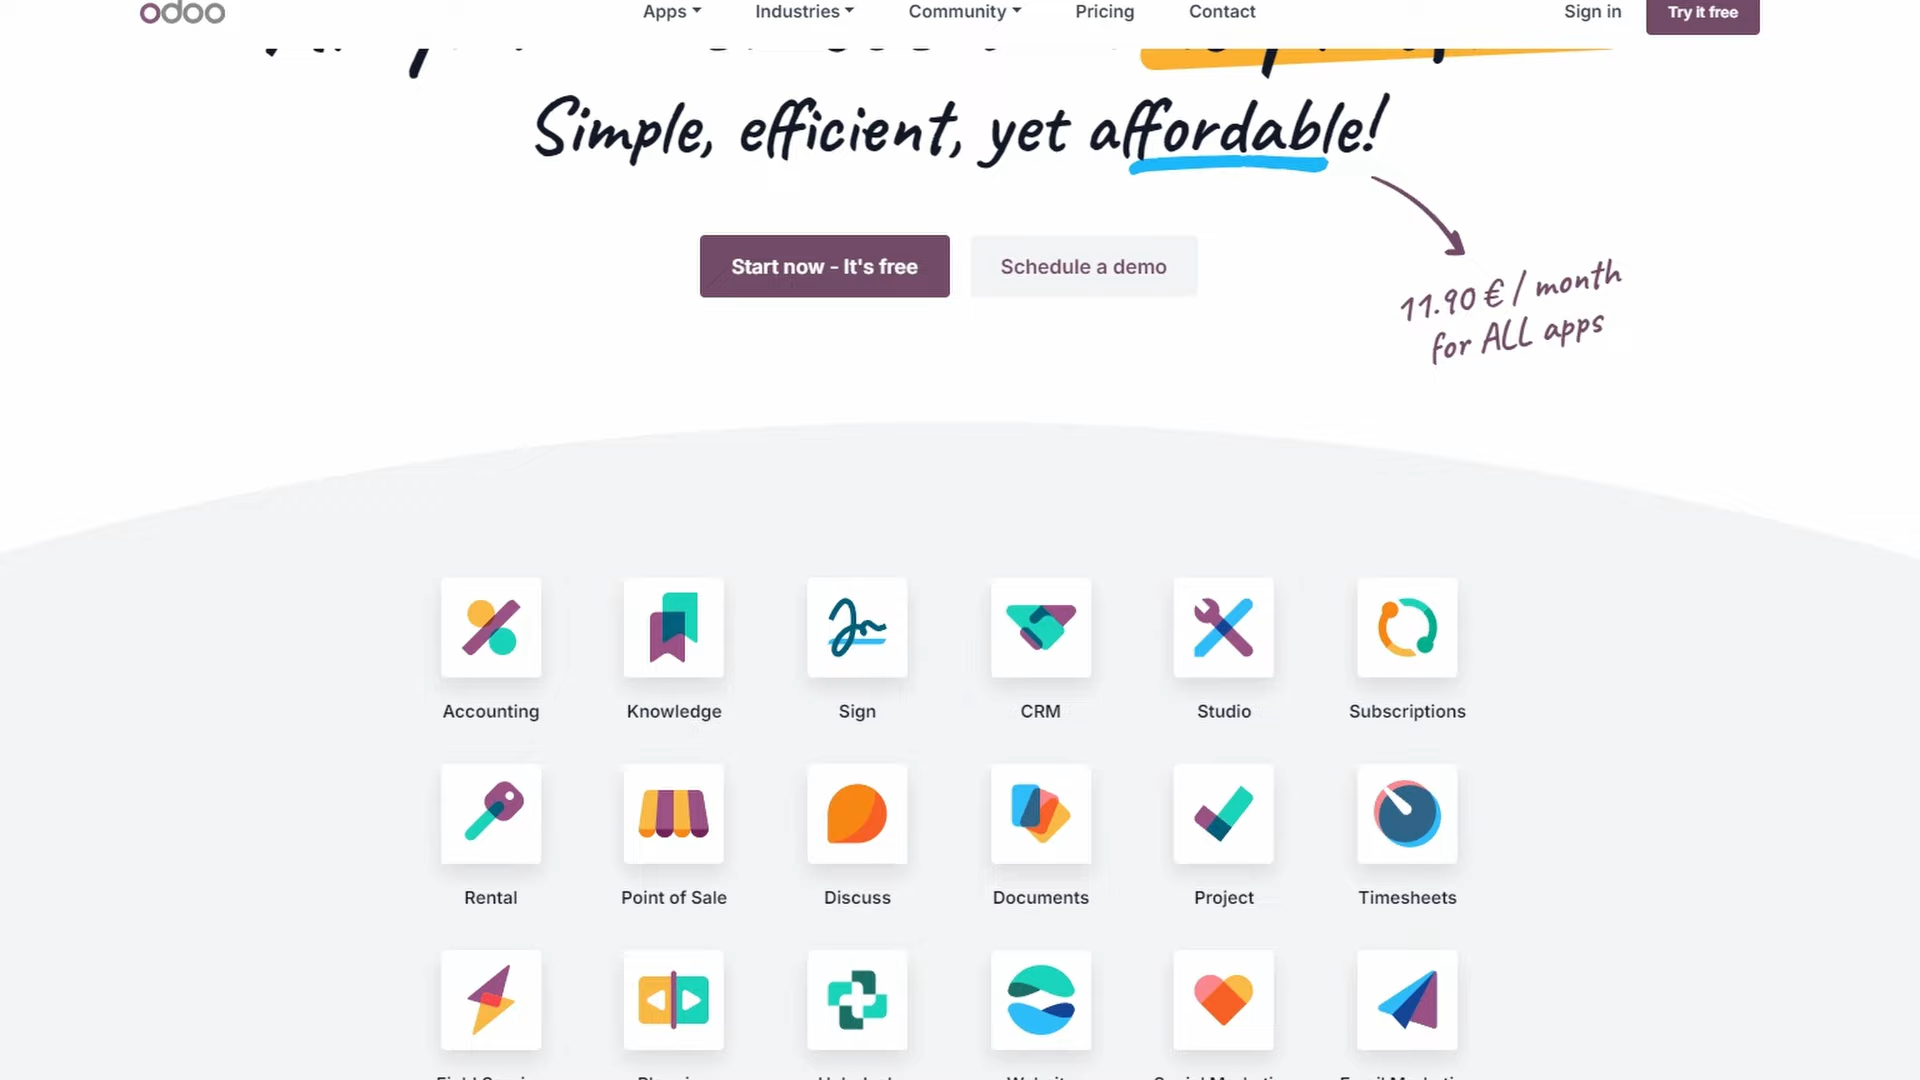 odoo
Apps
Industries
Community
Pricing
Contact
Sign in
Try it free
Simple, efficient, yet affordable!
Start now - It's free
Schedule a demo
11.90 € / month
for ALL apps
Accounting
Knowledge
Sign
CRM
Studio
Subscriptions
Rental
Point of Sale
Discuss
Documents
Project
Timesheets